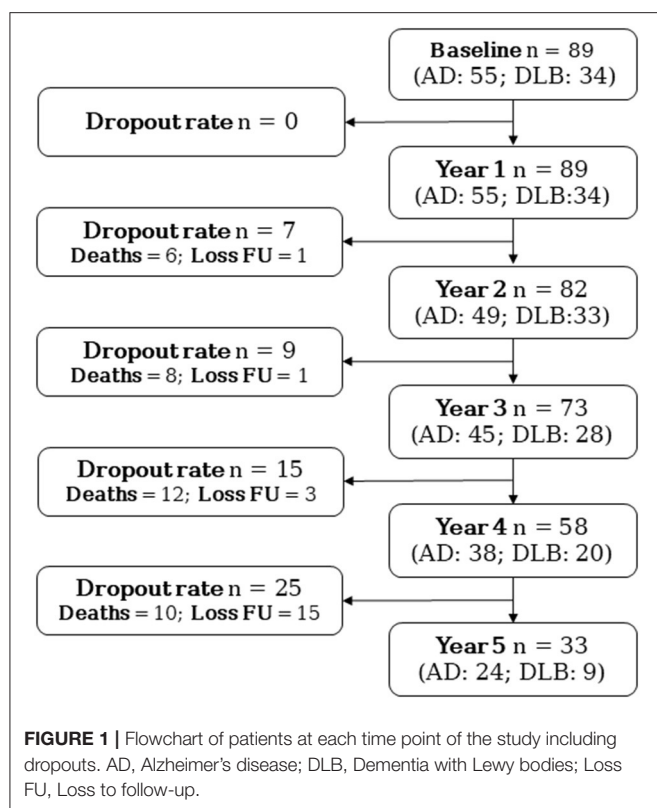 Baseline n = 89
(AD: 55; DLB: 34)
Dropout rate n = 0
Year 1 n = 89
(AD: 55; DLB:34)
Dropout rate n = 7
Deaths = 6; Loss FU = 1
Year 2 n = 82
(AD: 49; DLB:33)
Dropout rate n = 9
Deaths = 8; Loss FU = 1
Year 3 n = 73
(AD: 45; DLB: 28)
Dropout rate n = 15
Deaths = 12; Loss FU = 3
Year 4 n = 58
(AD: 38; DLB: 20)
Dropout rate n = 25
Deaths = 10; Loss FU = 15
Year 5 n = 33
(AD: 24; DLB: 9)
FIGURE 1 | Flowchart of patients at each time point of the study including
dropouts. AD, Alzheimer's disease; DLB, Dementia with Lewy bodies; Loss
FU, Loss to follow-up.